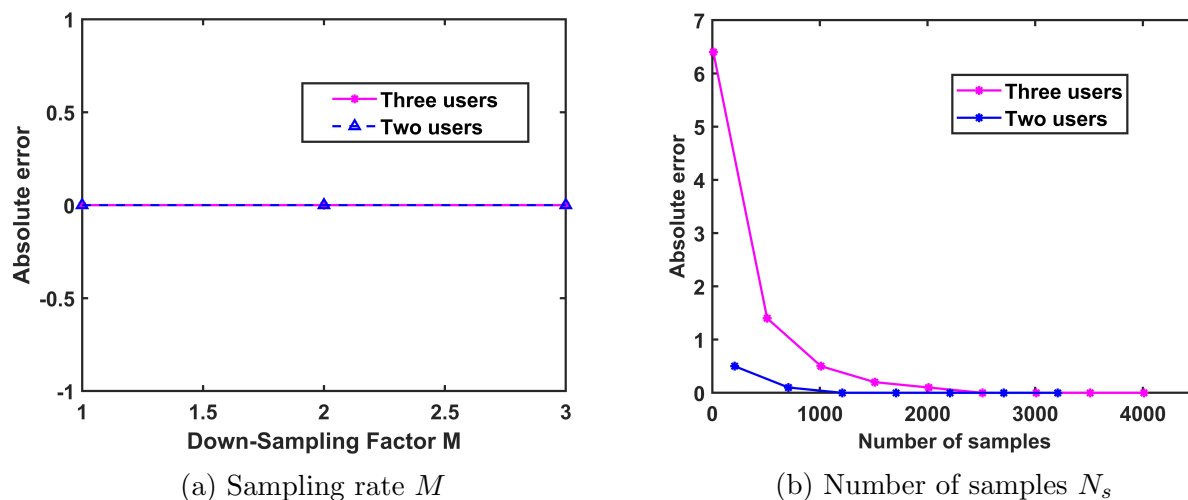 1
0.5
0
-0.5
-1
1
1.5
2
2.5
3
Absolute error
Down-Sampling Factor M
Three users
Two users
(a) Sampling rate M
7
6
5
4
3
2
1
0
0
1000
2000
3000
4000
Absolute error
Number of samples
Three users
Two users
(b) Number of samples Nₛ